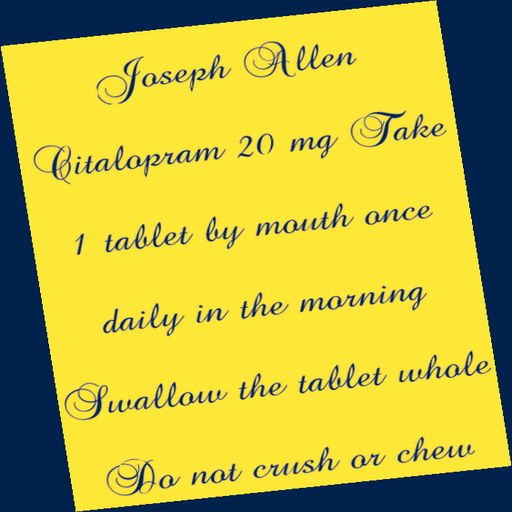 Joseph Allen
Citalopram 20 mg Take
1 tablet by mouth once
daily in the morning
Swallow the tablet whole
Do not crush or chew